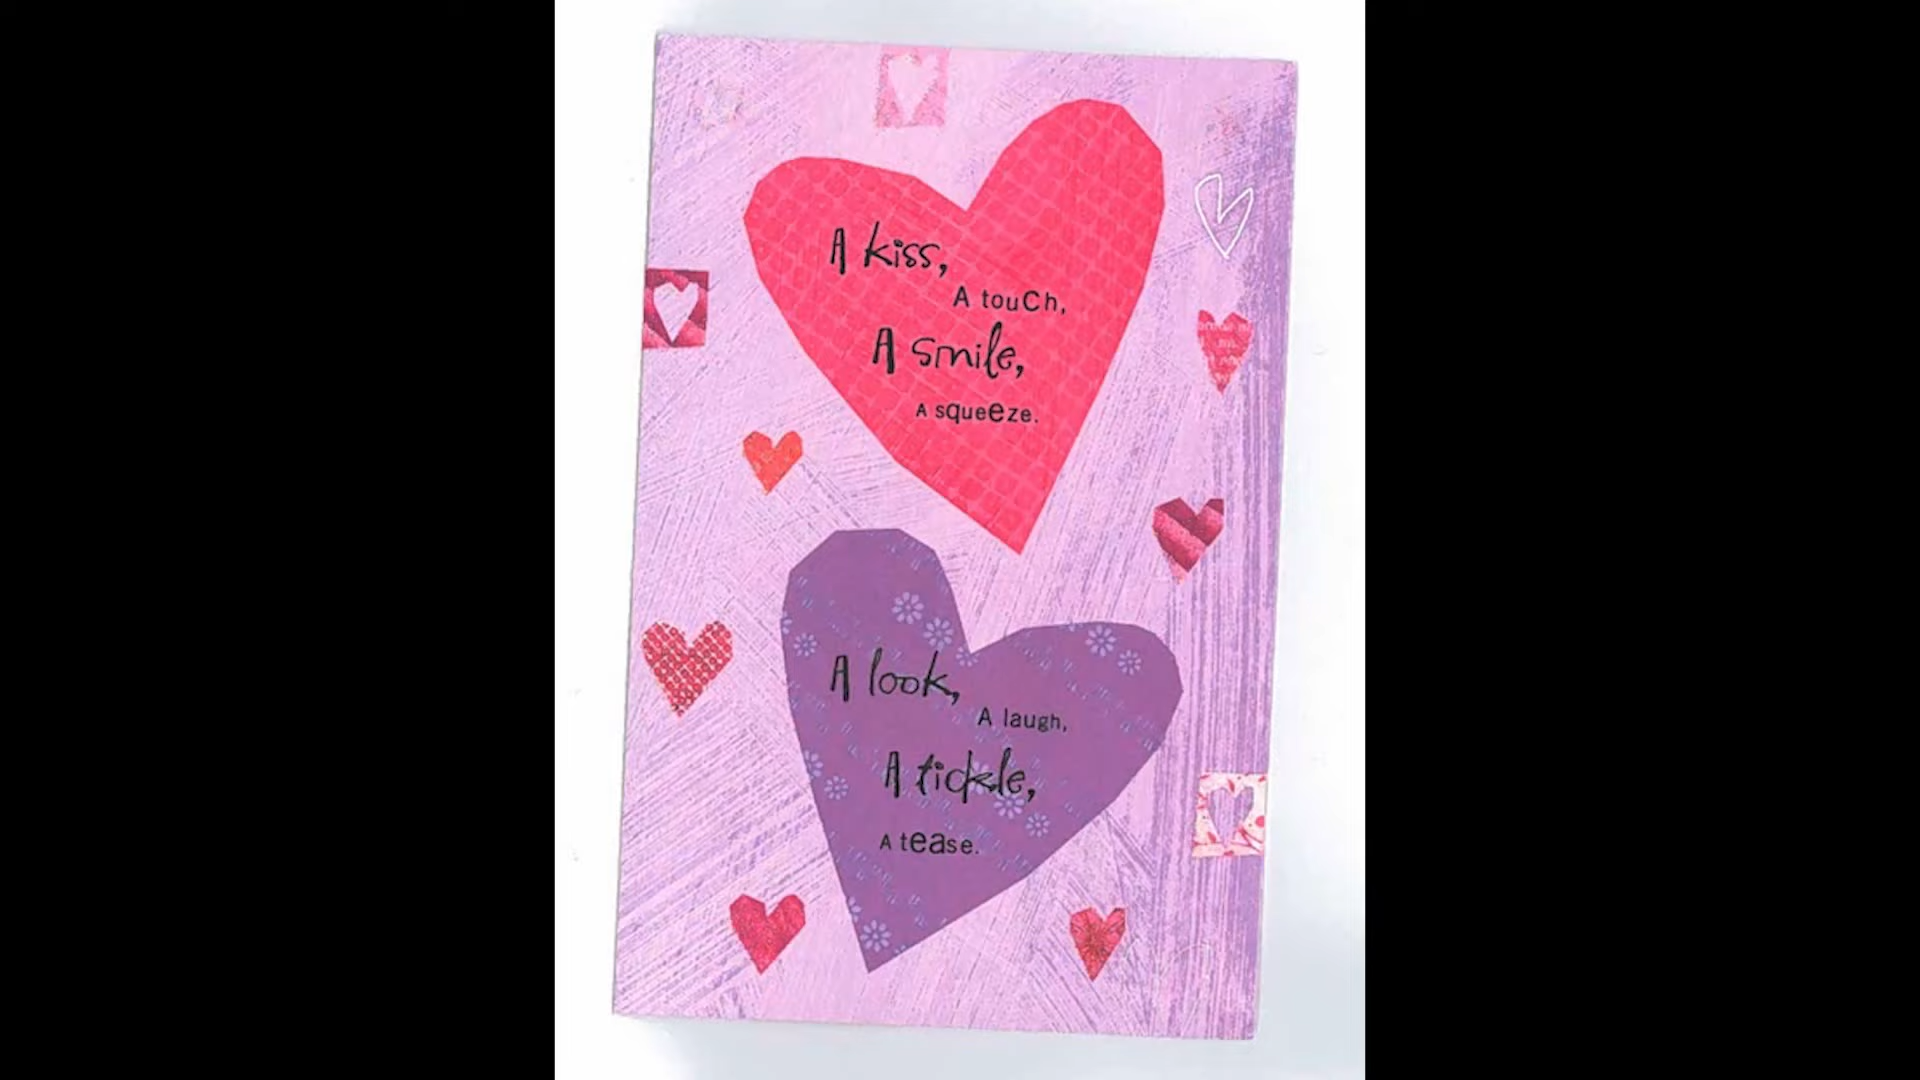 A kiss,
A touCh,
A smile,
A squeeze.
A look,
A laugh,
A tickle,
A tease.